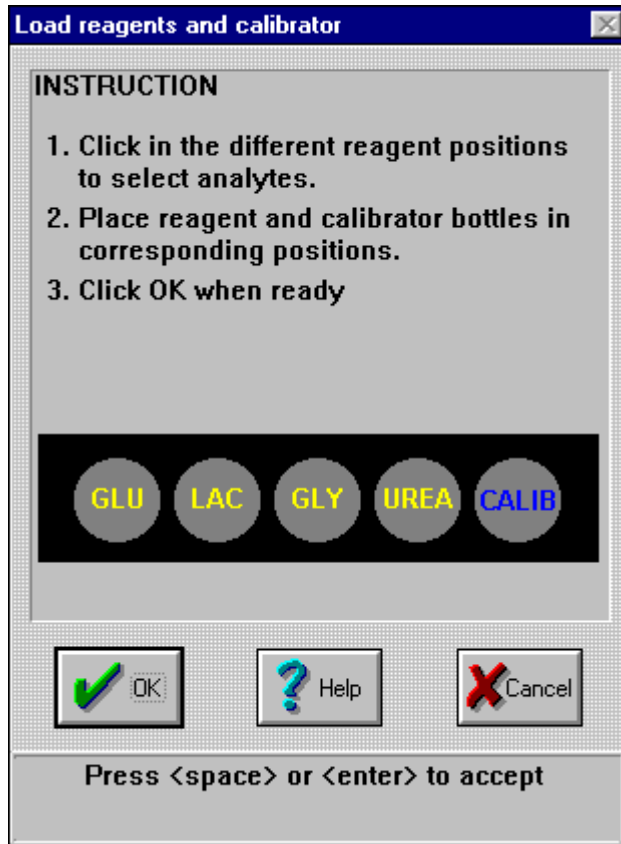 Load reagents and calibrator
INSTRUCTION
1. Click in the different reagent positions
to select analytes.
2. Place reagent and calibrator bottles in
corresponding positions.
3. Click OK when ready
GLU LAC GLY UREA CALIB
OK Help Cancel
Press <space> or <enter> to accept